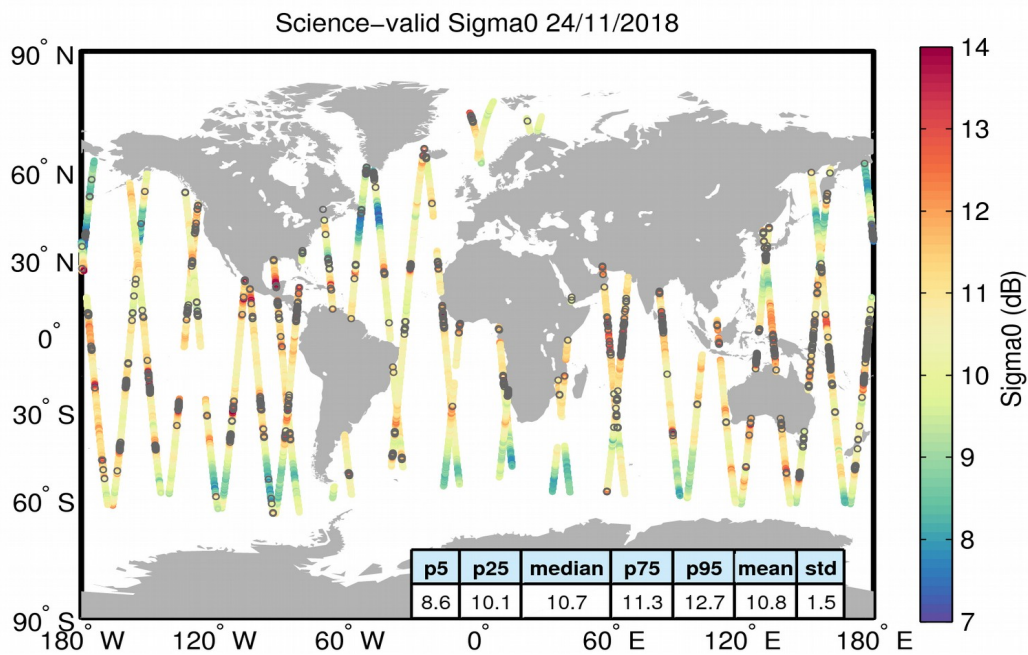 Science−valid Sigma0 24/11/2018
90° N
60° N
30° N
0°
30° S
60° S
90° S
180° W
120° W
60° W
0°
60° E
120° E
180° E
p5 p25 median p75 p95 mean std
8.6 10.1 10.7 11.3 12.7 10.8 1.5
14
13
12
11
10
9
8
7
Sigma0 (dB)